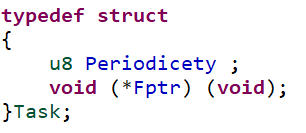 typedef struct
{
u8 Periodicety ;
void (*Fptr) (void);
}Task;